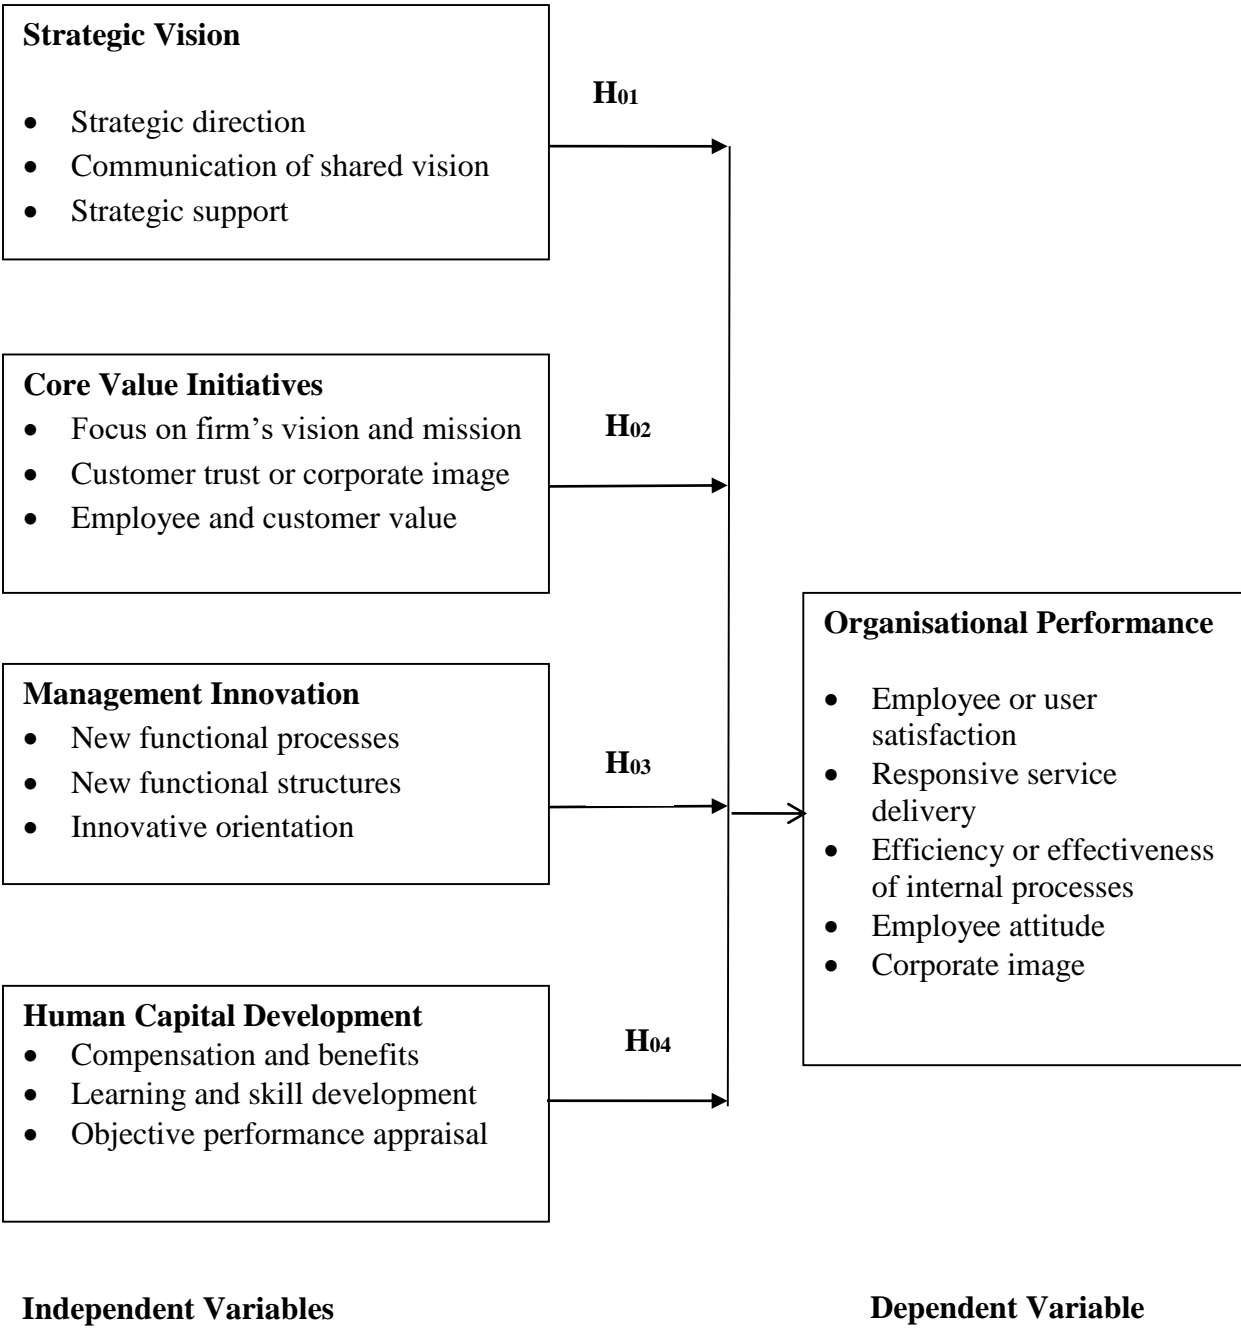 Strategic Vision
• Strategic direction
• Communication of shared vision
• Strategic support
H01
Core Value Initiatives
• Focus on firm’s vision and mission
• Customer trust or corporate image
• Employee and customer value
H02
Management Innovation
• New functional processes
• New functional structures
• Innovative orientation
H03
Human Capital Development
• Compensation and benefits
• Learning and skill development
• Objective performance appraisal
H04
Organisational Performance
• Employee or user
satisfaction
• Responsive service
delivery
• Efficiency or effectiveness
of internal processes
• Employee attitude
• Corporate image
Independent Variables
Dependent Variable